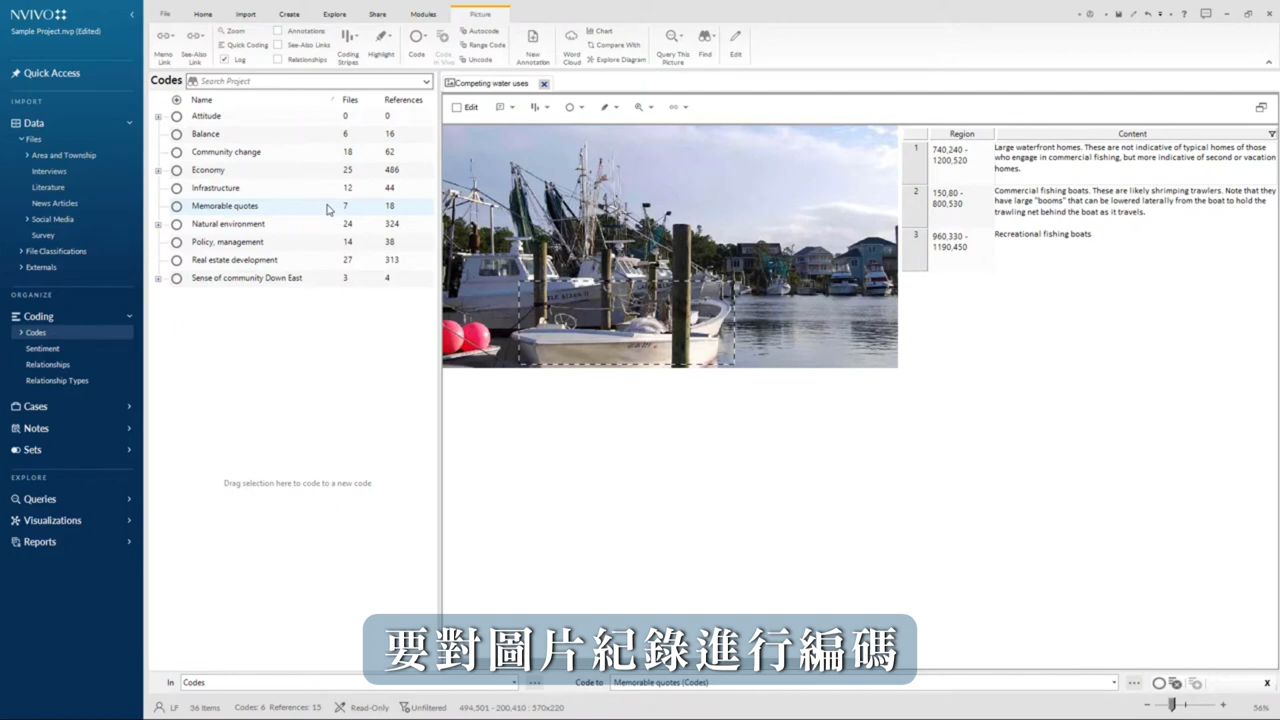 NVIVO
Sample Project.nvp (Edited)
File Home Import Create Explore Share Modules Picture
Memo Link
See-Also Link
Zoom
Quick Coding
Log
Annotations
See-Also Links
Relationships
Coding Stripes
Highlight
Code
Code In Vivo
Autocode
Range Code
Uncode
New Annotation
Word Cloud
Chart
Compare With
Explore Diagram
Query This Picture
Find
Edit
Quick Access
IMPORT
Data
Files
Area and Township
Interviews
Literature
News Articles
Social Media
Survey
File Classifications
Externals
ORGANIZE
Coding
Codes
Sentiment
Relationships
Relationship Types
Cases
Notes
Sets
EXPLORE
Queries
Visualizations
Reports
Codes Search Project
Name Files References
Attitude 0 0
Balance 6 16
Community change 18 62
Economy 25 486
Infrastructure 12 44
Memorable quotes 7 18
Natural environment 24 324
Policy, management 14 38
Real estate development 27 313
Sense of community Down East 3 4
Drag selection here to code to a new code
Competing water uses
Edit
Region Content
1 740,240 - 1200,520 Large waterfront homes. These are not indicative of typical homes of those
who engage in commercial fishing, but more indicative of second or vacation
homes.
2 150,80 - 800,530 Commercial fishing boats. These are likely shrimping trawlers. Note that they
have large "booms" that can be lowered laterally from the boat to hold the
trawling net behind the boat as it travels.
3 960,330 - 1190,450 Recreational fishing boats
要對圖片紀錄進行編碼
In Codes Code to Memorable quotes (Codes) X
LF 36 Items Codes: 6 References: 15 Read-Only Unfiltered 494,501 - 200,410 : 570x220 56%